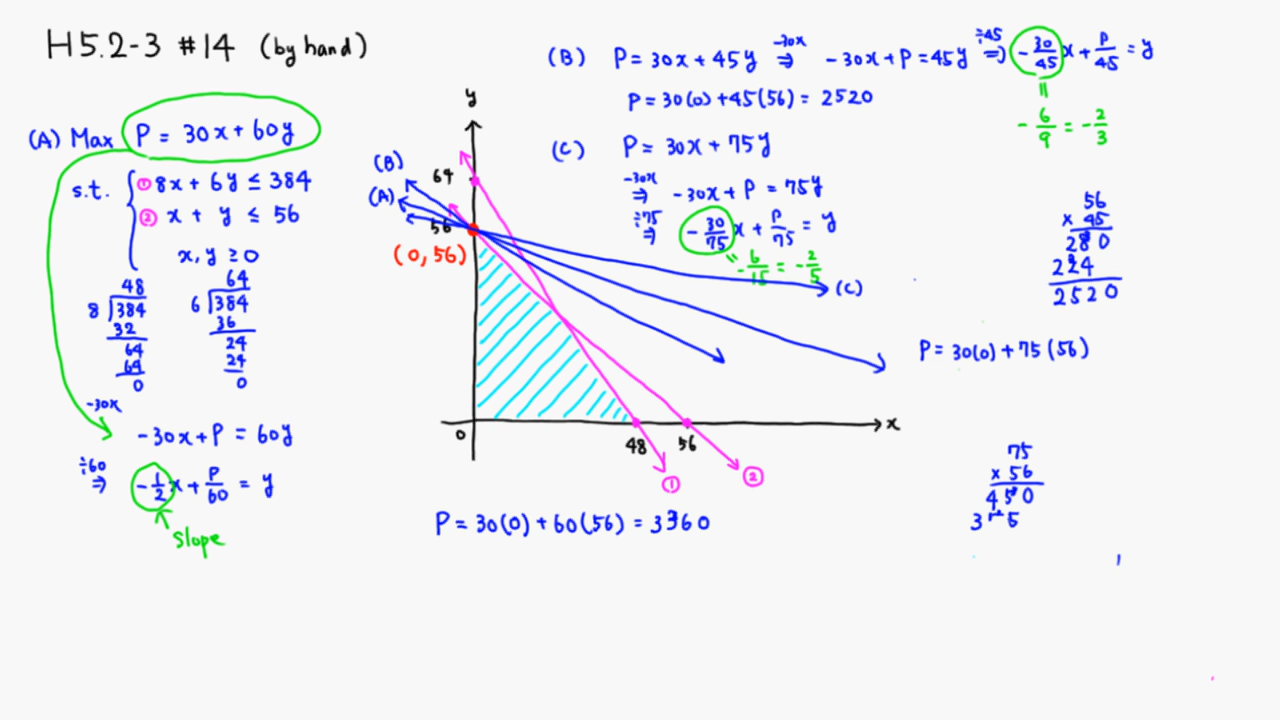 H5.2-3 #14 (by hand)
(A) Max P = 30x + 60y
s.t. ① 8x + 6y ≤ 384
② x + y ≤ 56
x, y ≥ 0
48
8 384
32
64
64
0
64
6 384
36
24
24
0
-30x
-30x + P = 60y
÷60 ⇒ -1/2 x + P/60 = y
slope
y
(B)
(A)
64
56
(0, 56)
(C)
0
48
56
x
①
②
P = 30(0) + 60(56) = 3360
(B) P = 30x + 45y -30x ⇒ -30x + P = 45y ÷45 ⇒ -30/45 x + P/45 = y
P = 30(0) + 45(56) = 2520
= -6/9 = -2/3
(C) P = 30x + 75y
-30x ⇒ -30x + P = 75y
÷75 ⇒ -30/75 x + P/75 = y
= -6/15 = -2/5
56
x 45
280
224
2520
P = 30(0) + 75(56)
75
x 56
450